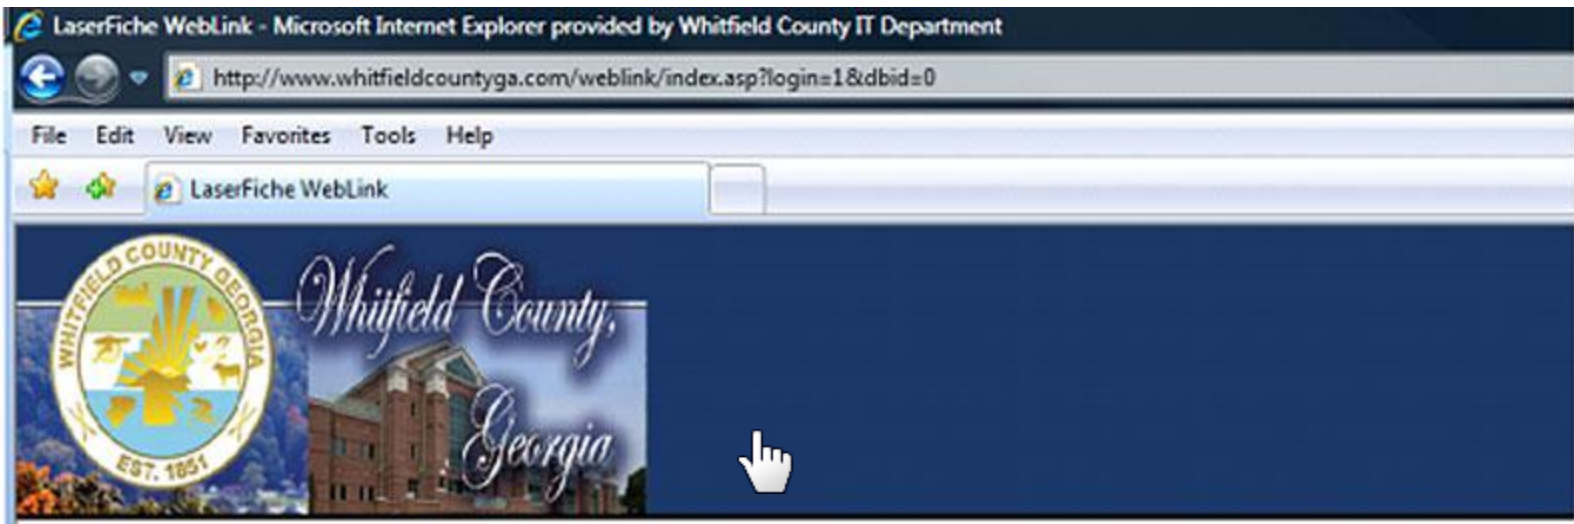 LaserFiche WebLink - Microsoft Internet Explorer provided by Whitfield County IT Department
http://www.whitfieldcountyga.com/weblink/index.asp?login=1&dbid=0
File Edit View Favorites Tools Help
LaserFiche WebLink
WHITFIELD COUNTY GEORGIA
EST. 1851
Whitfield County,
Georgia